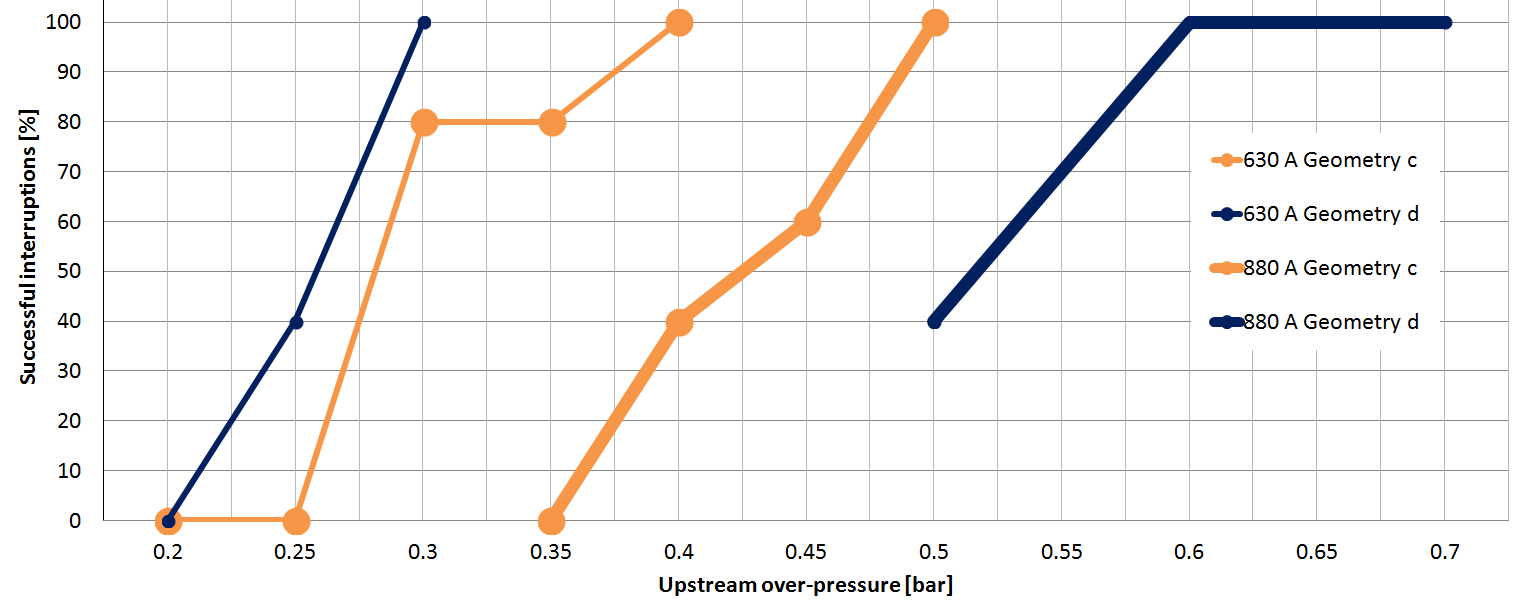 100
90
80
70
60
50
40
30
20
10
0
Successful interruptions [%]
630 A Geometry c
630 A Geometry d
880 A Geometry c
880 A Geometry d
0.2 0.25 0.3 0.35 0.4 0.45 0.5 0.55 0.6 0.65 0.7
Upstream over-pressure [bar]